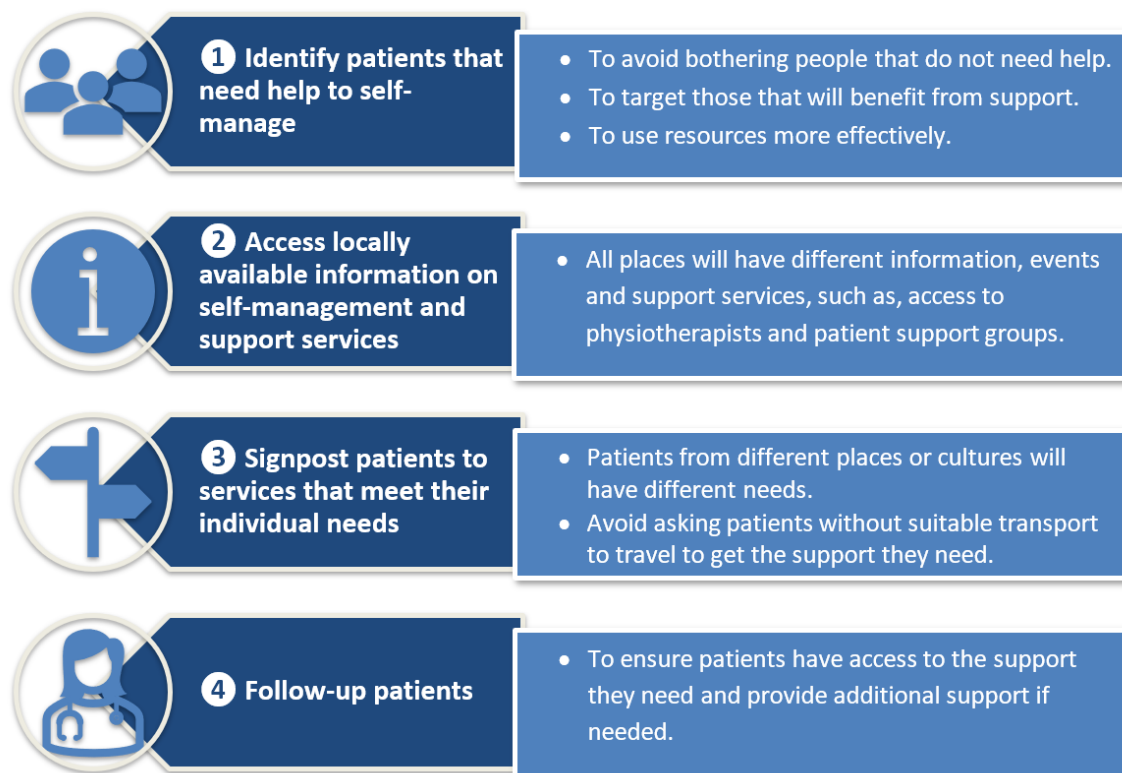 ❶ Identify patients that
need help to self-
manage
• To avoid bothering people that do not need help.
• To target those that will benefit from support.
• To use resources more effectively.
i
❷ Access locally
available information on
self-management and
support services
• All places will have different information, events
and support services, such as, access to
physiotherapists and patient support groups.
❸ Signpost patients to
services that meet their
individual needs
• Patients from different places or cultures will
have different needs.
• Avoid asking patients without suitable transport
to travel to get the support they need.
❹ Follow-up patients
• To ensure patients have access to the support
they need and provide additional support if
needed.